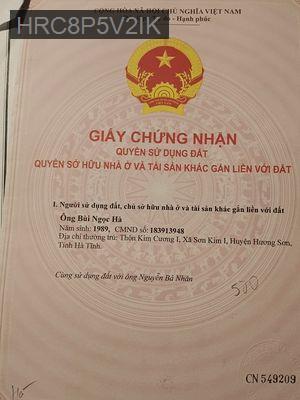 HRC8P5V2IK
CỘNG HÒA XÃ HỘI CHỦ NGHĨA VIỆT NAM
do - Hạnh phúc
GIẤY CHỨNG NHẬN
QUYỀN SỬ DỤNG ĐẤT
QUYỀN SỞ HỮU NHÀ Ở VÀ TÀI SẢN KHÁC GẮN LIỀN VỚI ĐẤT
I. Người sử dụng đất, chủ sở hữu nhà ở và tài sản khác gắn liền với đất
Ông Bùi Ngọc Hà
Năm sinh: 1989, CMND số: 183913948
Địa chỉ thường trú: Thôn Kim Cương I, Xã Sơn Kim I, Huyện Hương Sơn,
Tỉnh Hà Tĩnh.
Cùng sử dụng đất với ông Nguyễn Bá Nhân
500
CN 549209